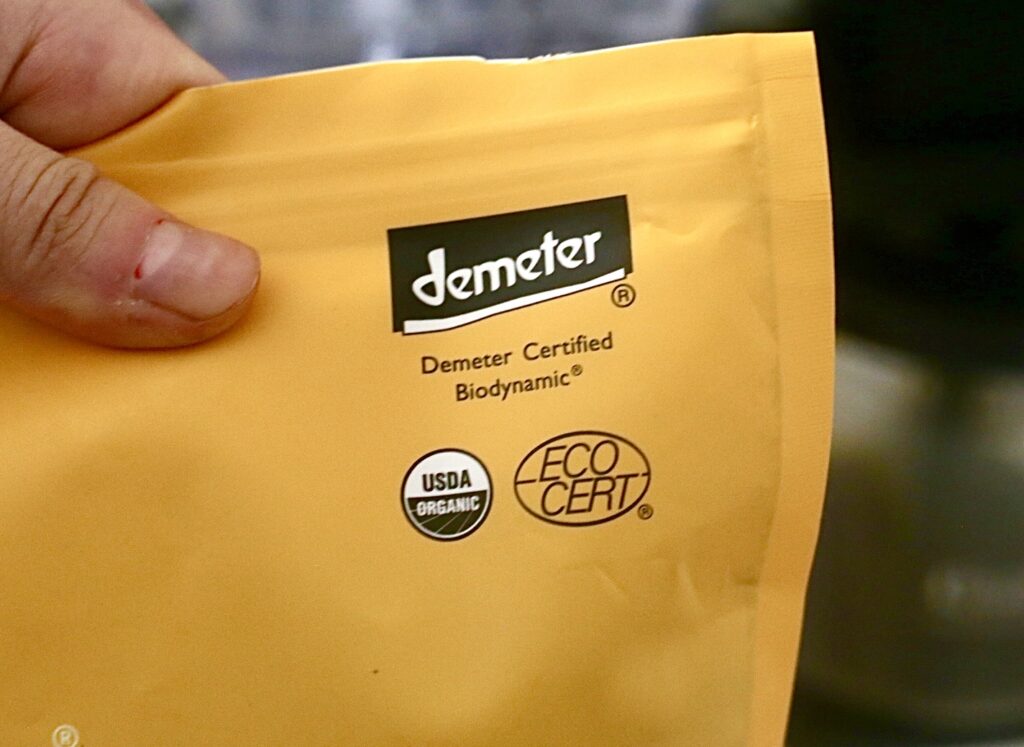 demeter
®
Demeter Certified
Biodynamic®
USDA
ORGANIC
ECO
CERT
®
®